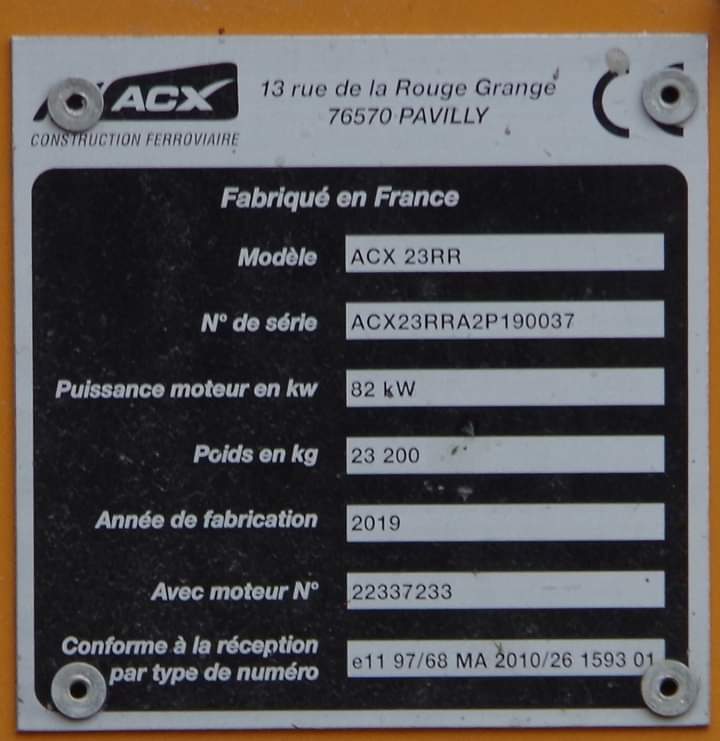 ACX
13 rue de la Rouge Grange
76570 PAVILLY
CE
CONSTRUCTION FERROVIAIRE
Fabriqué en France
Modèle ACX 23RR
N° de série ACX23RRA2P190037
Puissance moteur en kw 82 kW
Poids en kg 23 200
Année de fabrication 2019
Avec moteur N° 22337233
Conforme à la réception
par type de numéro e11 97/68 MA 2010/26 1593 01